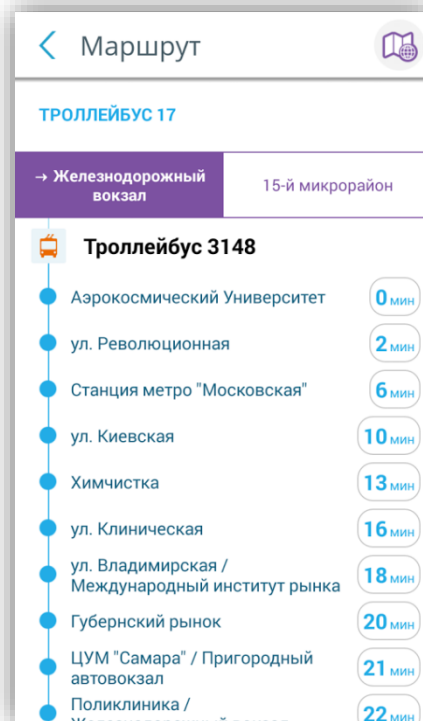 Маршрут
ТРОЛЛЕЙБУС 17
→ Железнодорожный
вокзал
15-й микрорайон
Троллейбус 3148
Аэрокосмический Университет 0 мин
ул. Революционная 2 мин
Станция метро "Московская" 6 мин
ул. Киевская 10 мин
Химчистка 13 мин
ул. Клиническая 16 мин
ул. Владимирская /
Международный институт рынка 18 мин
Губернский рынок 20 мин
ЦУМ "Самара" / Пригородный
автовокзал 21 мин
Поликлиника /
22 мин